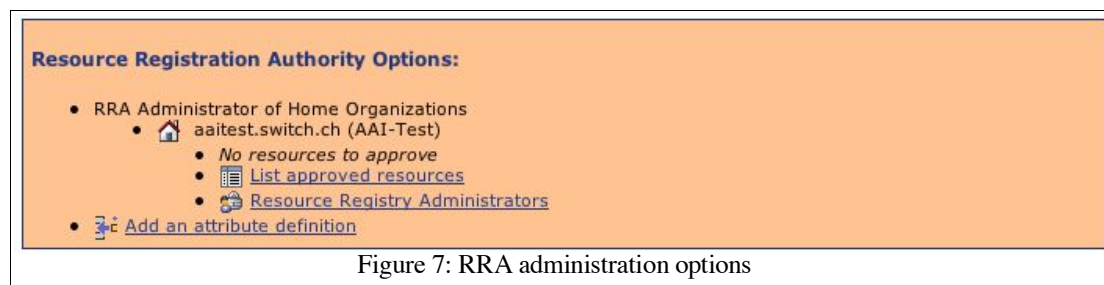 Resource Registration Authority Options:
RRA Administrator of Home Organizations
aaitest.switch.ch (AAI-Test)
No resources to approve
List approved resources
Resource Registry Administrators
Add an attribute definition
Figure 7: RRA administration options